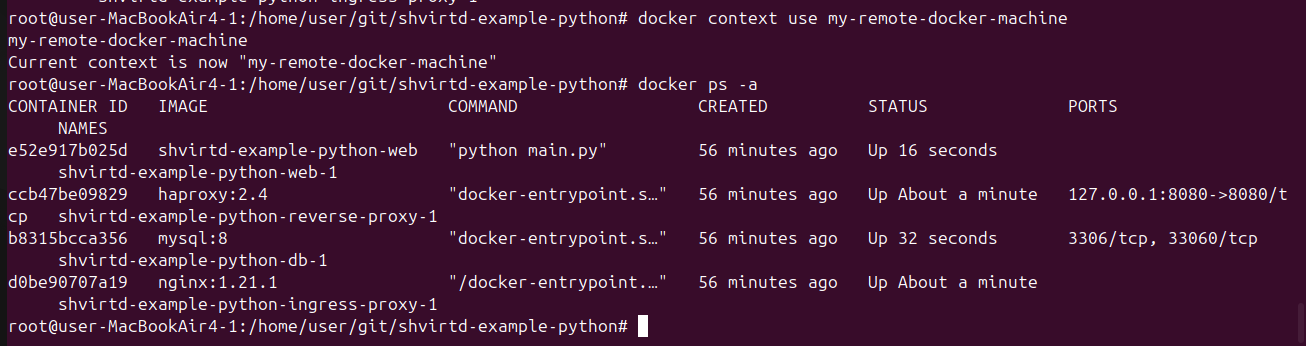 shvirtd-example-python-ingress-proxy-1
root@user-MacBookAir4-1:/home/user/git/shvirtd-example-python# docker context use my-remote-docker-machine
my-remote-docker-machine
Current context is now "my-remote-docker-machine"
root@user-MacBookAir4-1:/home/user/git/shvirtd-example-python# docker ps -a
CONTAINER ID   IMAGE                        COMMAND                  CREATED          STATUS              PORTS
     NAMES
e52e917b025d   shvirtd-example-python-web   "python main.py"         56 minutes ago   Up 16 seconds
     shvirtd-example-python-web-1
ccb47be09829   haproxy:2.4                  "docker-entrypoint.s…"   56 minutes ago   Up About a minute   127.0.0.1:8080->8080/t
cp   shvirtd-example-python-reverse-proxy-1
b8315bcca356   mysql:8                      "docker-entrypoint.s…"   56 minutes ago   Up 32 seconds       3306/tcp, 33060/tcp
     shvirtd-example-python-db-1
d0be90707a19   nginx:1.21.1                 "/docker-entrypoint.…"   56 minutes ago   Up About a minute
     shvirtd-example-python-ingress-proxy-1
root@user-MacBookAir4-1:/home/user/git/shvirtd-example-python#